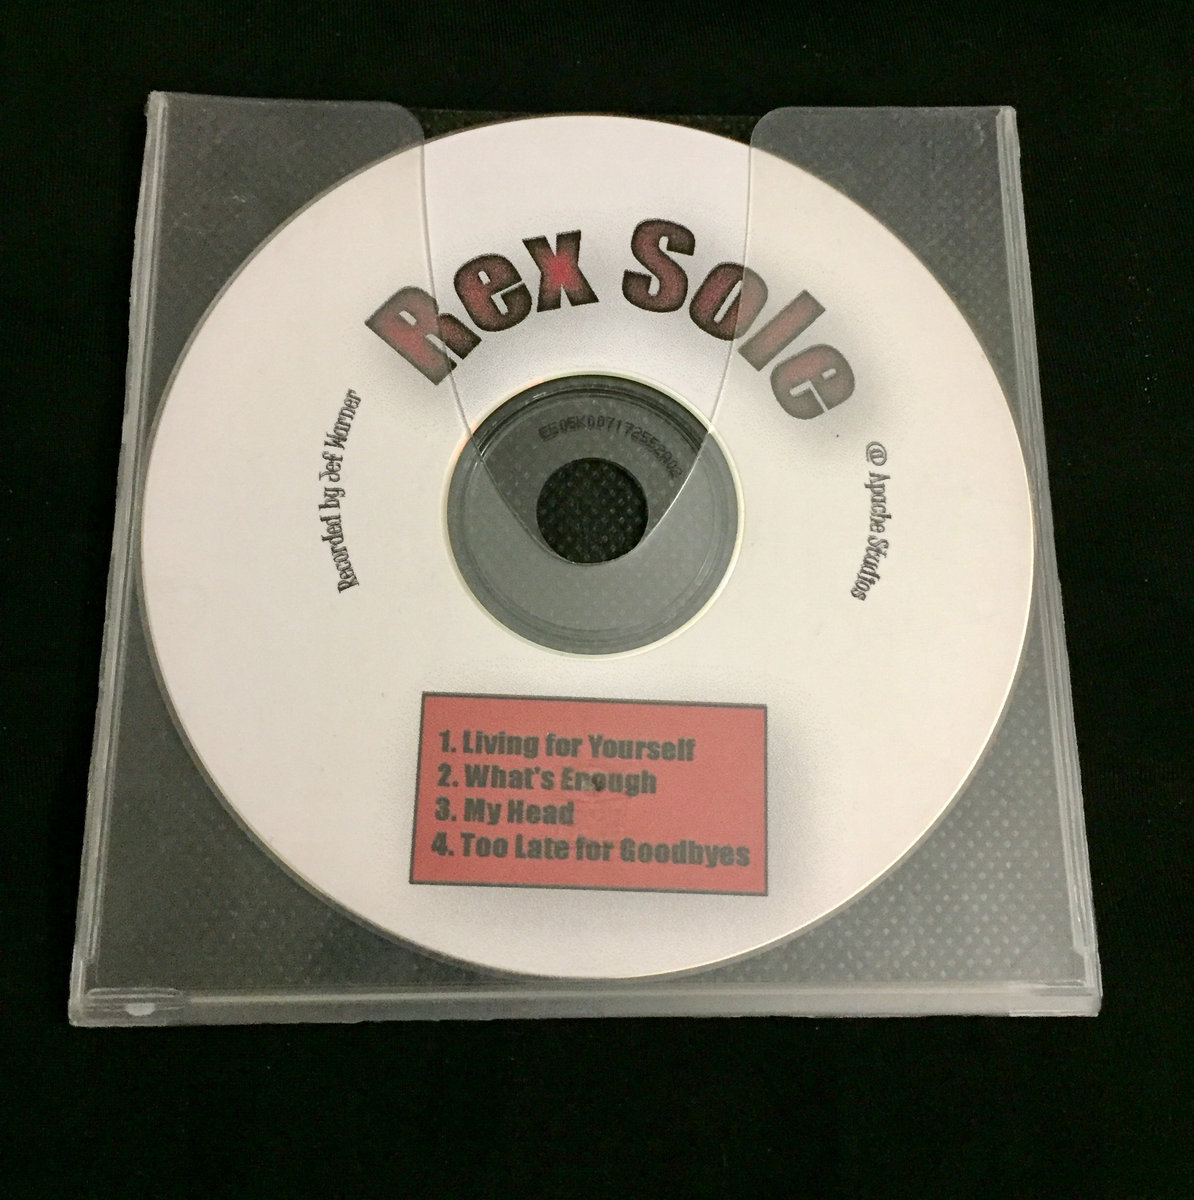 Rex Sole
Recorded by Jef Warner
@ Apache Studios
1. Living for Yourself
2. What's Enough
3. My Head
4. Too Late for Goodbyes